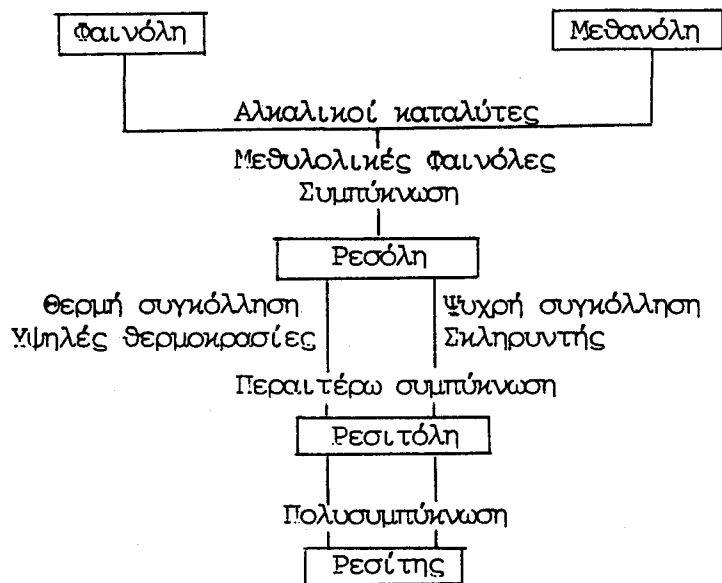 Φαινόλη
Μεθανόλη
Αλκαλικοί καταλύτες
Μεθυλολικές Φαινόλες
Συμπύκνωση
Ρεσόλη
Θερμή συγκόλληση
Ψυχρή συγκόλληση
Υψηλές θερμοκρασίες
Σκληρυντής
Περαιτέρω συμπύκνωση
Ρεσιτόλη
Πολυσυμπύκνωση
Ρεσίτης